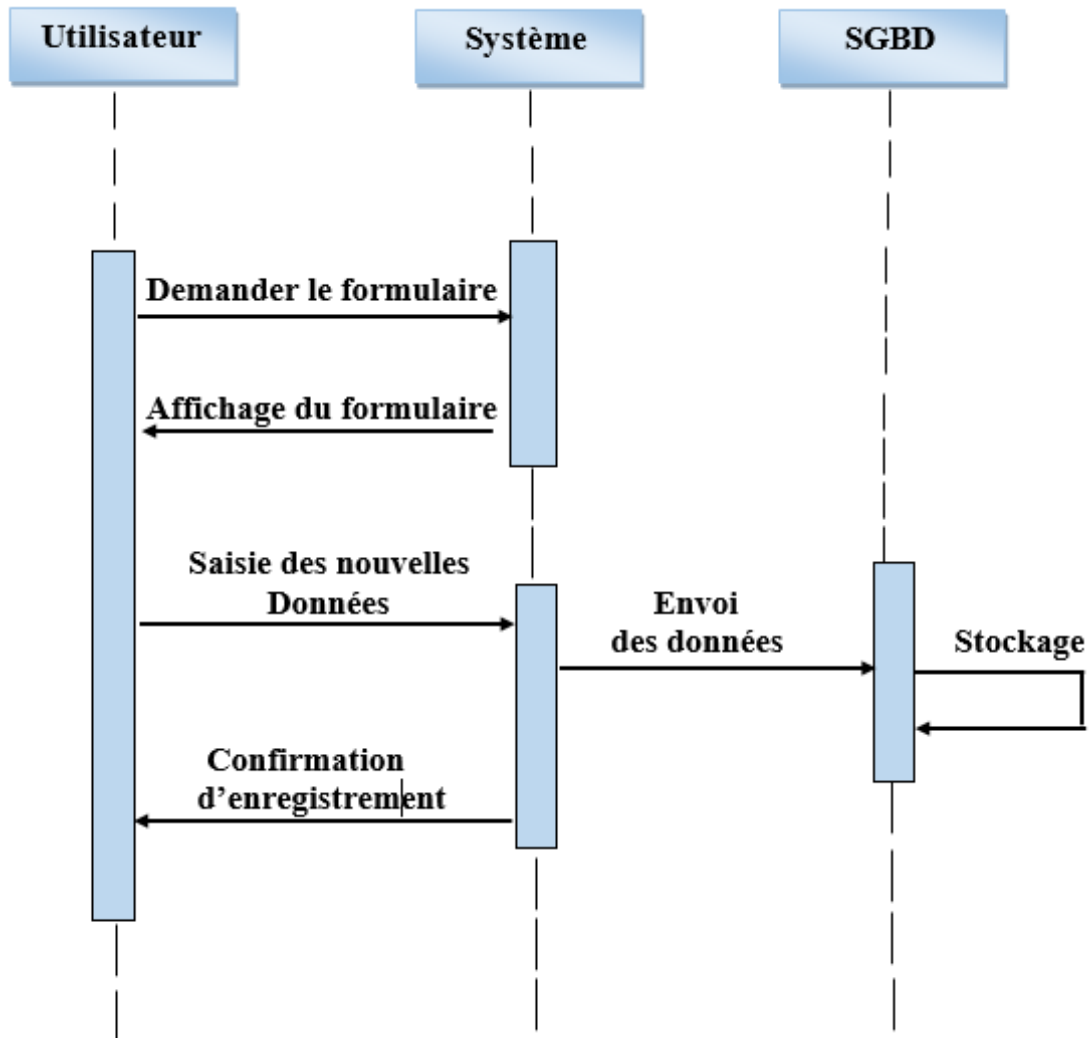 Utilisateur
Système
SGBD
Demander le formulaire
Affichage du formulaire
Saisie des nouvelles
Données
Envoi
des données
Stockage
Confirmation
d’enregistrement